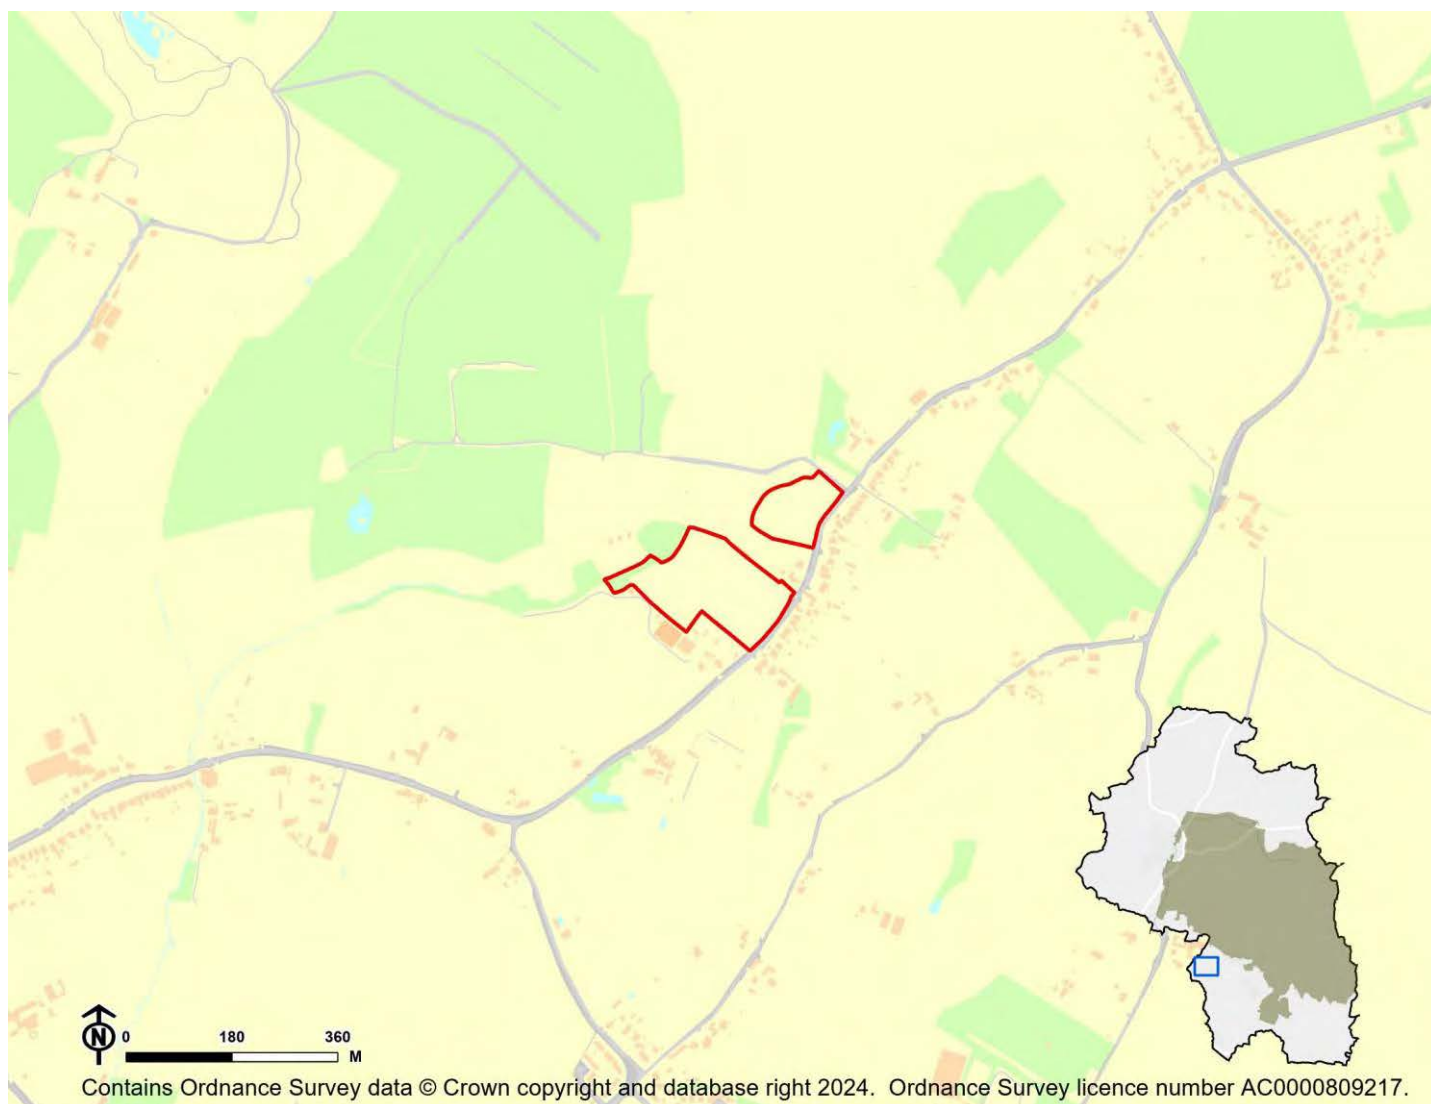 N
0 180 360
M
Contains Ordnance Survey data © Crown copyright and database right 2024. Ordnance Survey licence number AC0000809217.